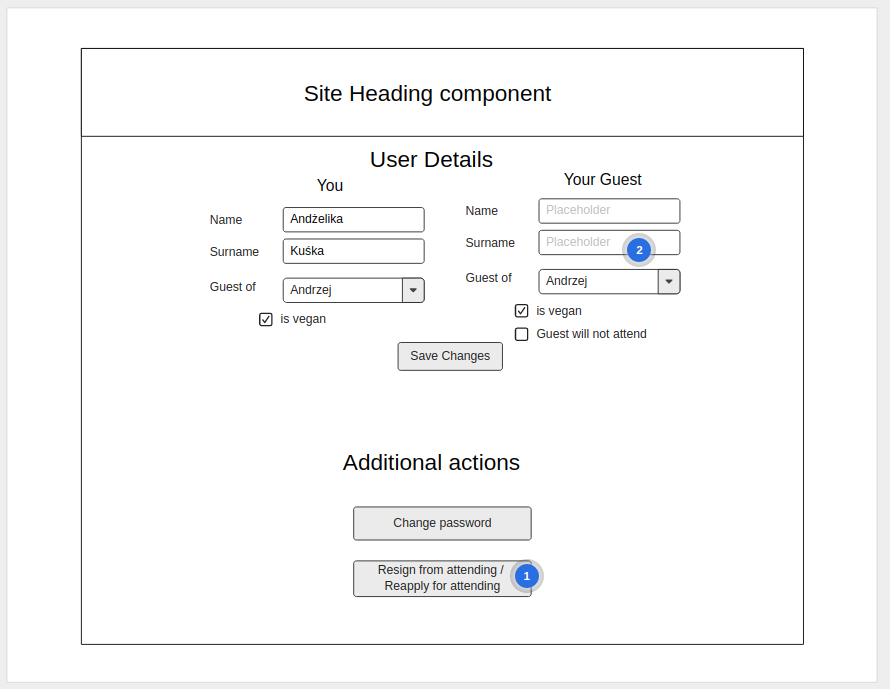 Site Heading component
User Details
You
Name
Andżelika
Surname
Kuśka
Guest of
Andrzej
is vegan
Your Guest
Name
Placeholder
Surname
Placeholder
2
Guest of
Andrzej
is vegan
Guest will not attend
Save Changes
Additional actions
Change password
Resign from attending /
Reapply for attending
1